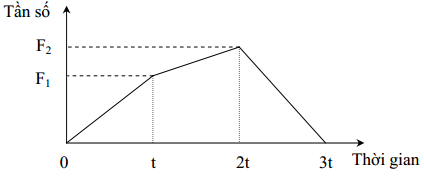 Tần số
F₂
F₁
0 t 2t 3t Thời gian